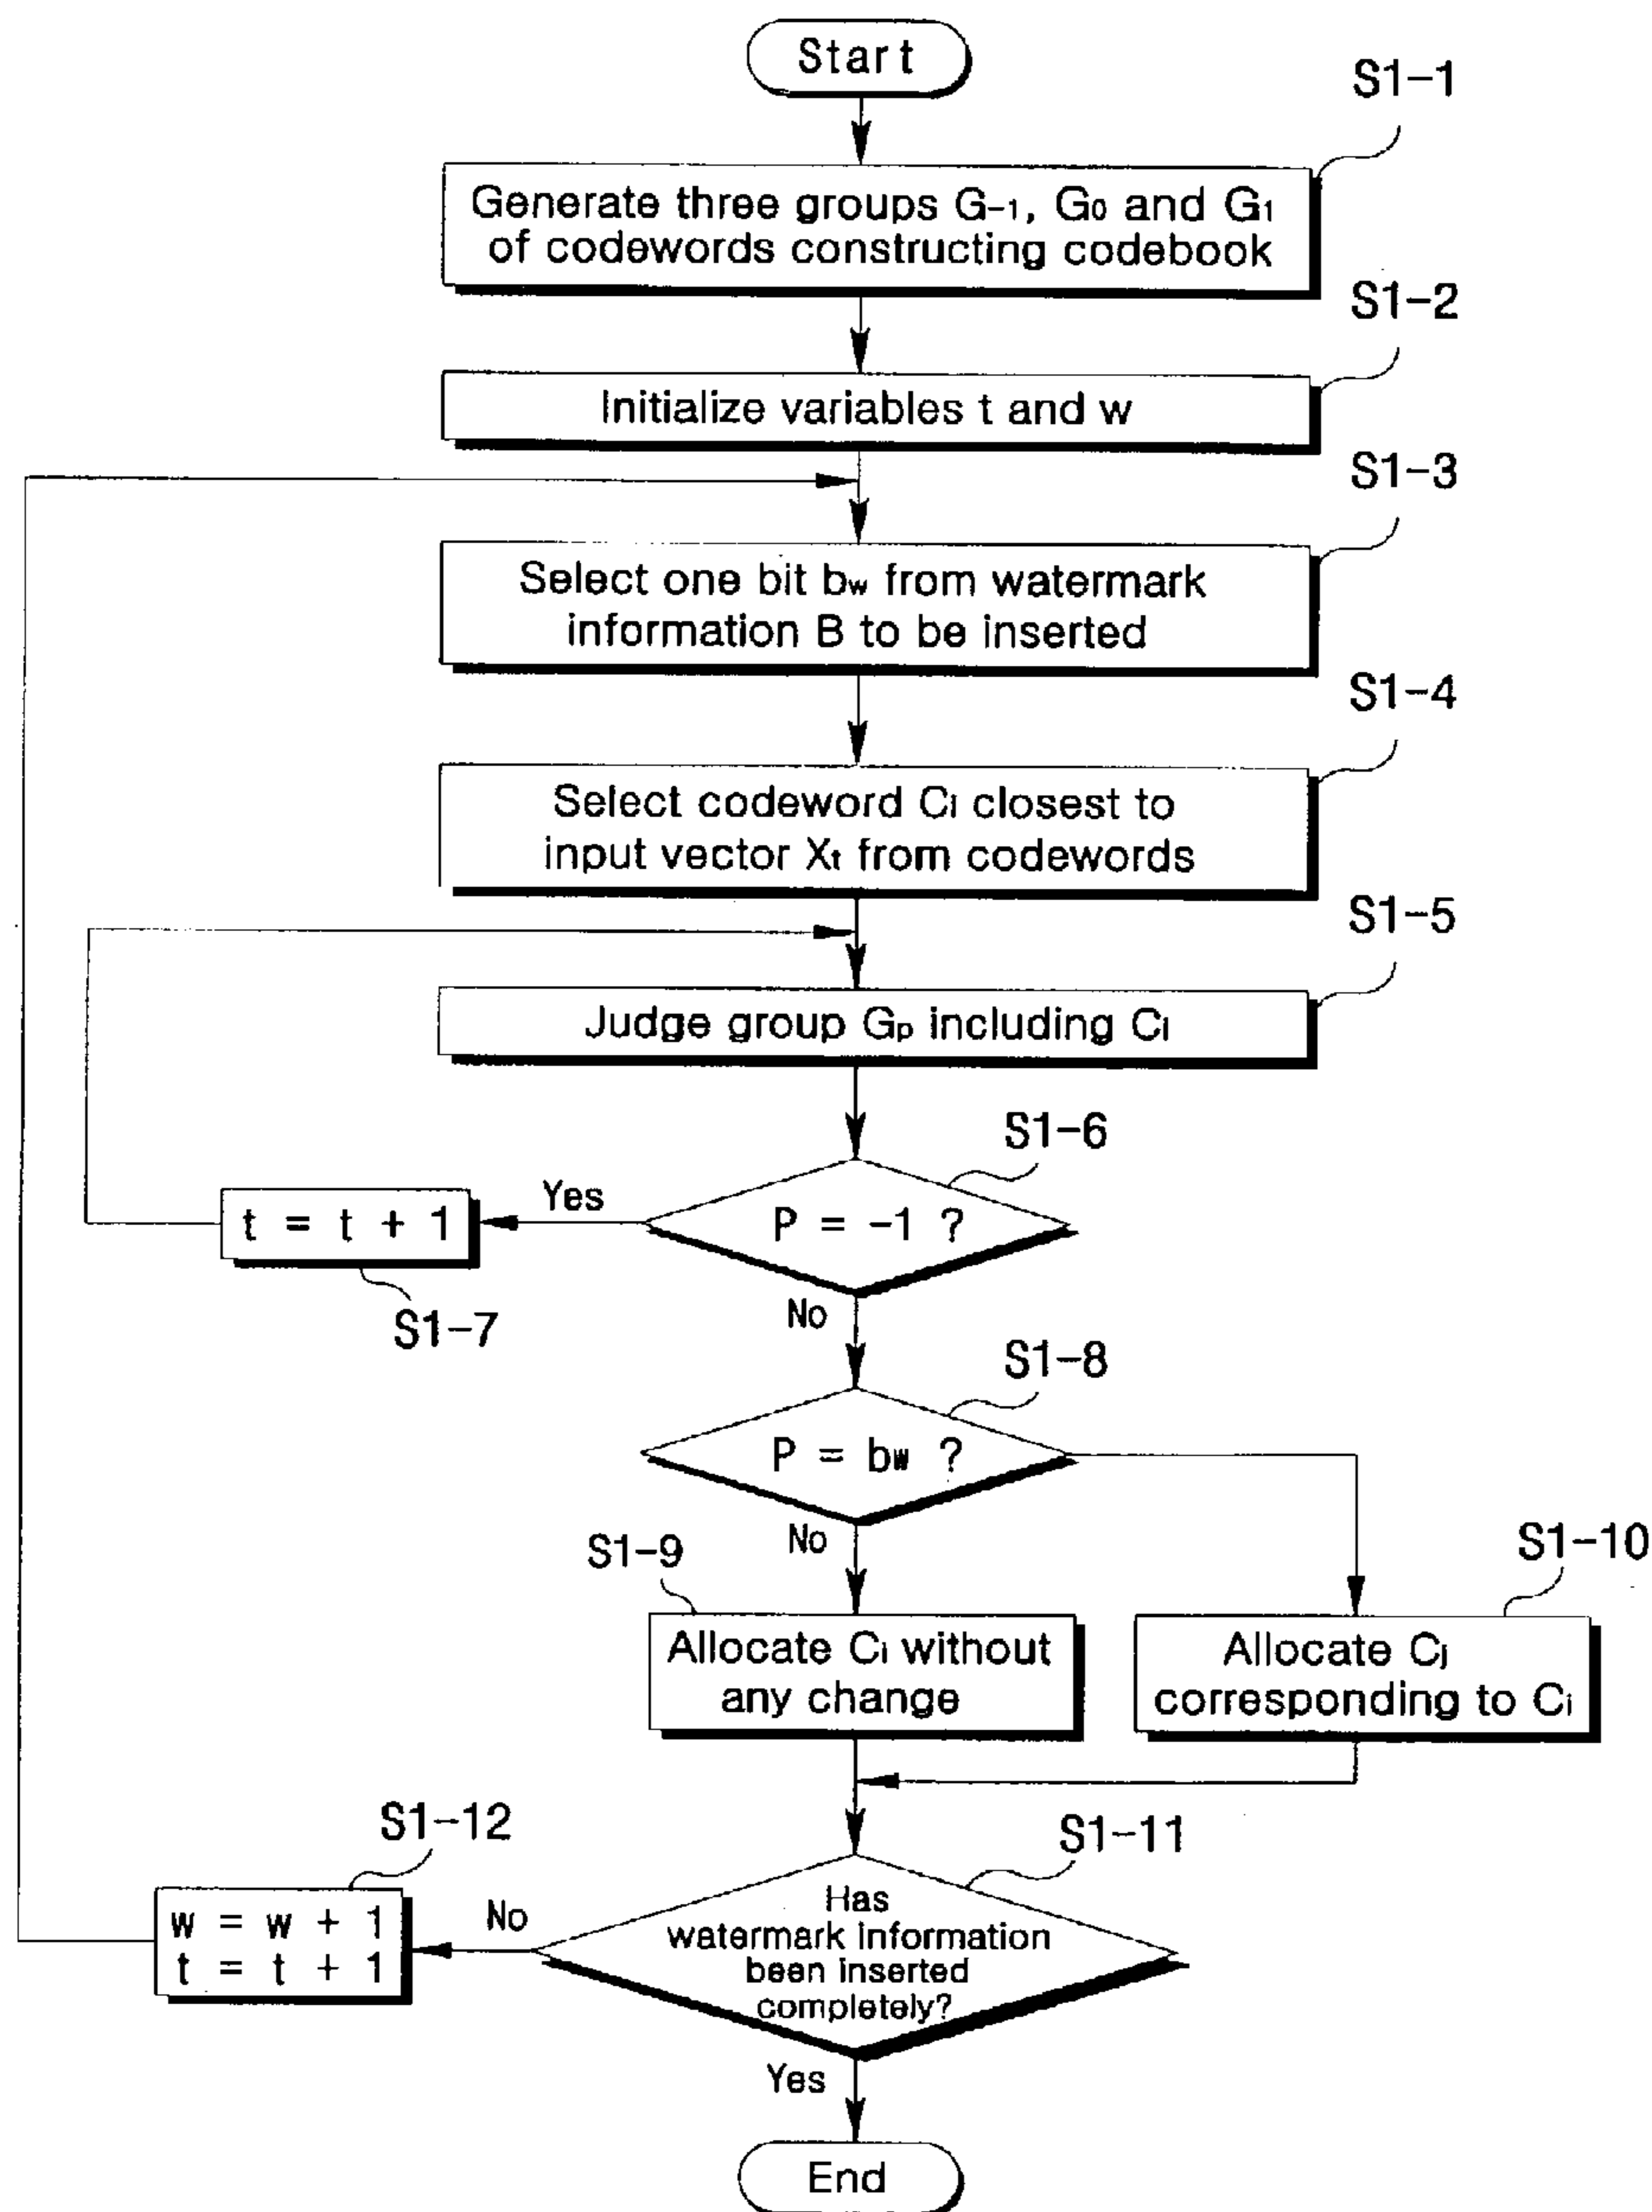 Start
S1-1
Generate three groups G-1, G0 and G1
of codewords constructing codebook
S1-2
Initialize variables t and w
S1-3
Select one bit bw from watermark
information B to be inserted
S1-4
Select codeword Ci closest to
input vector Xt from codewords
S1-5
Judge group Gp including Ci
S1-6
P = -1 ?
Yes
t = t + 1
S1-7
No
S1-8
P = bw ?
No
S1-9
Allocate Ci without
any change
S1-10
Allocate Cj
corresponding to Ci
S1-11
Has
watermark information
been inserted
completely?
No
S1-12
w = w + 1
t = t + 1
Yes
End